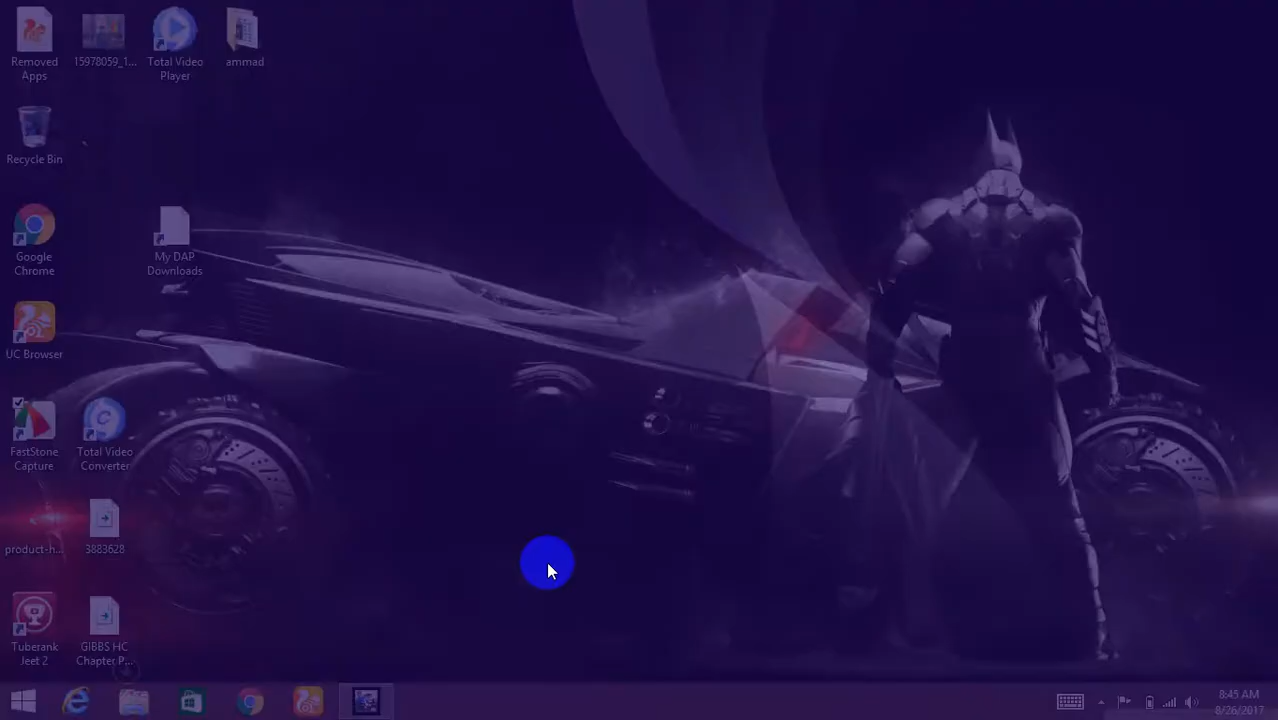 Removed
Apps
15978059_1...
Total Video
Player
ammad
Recycle Bin
Google
Chrome
My DAP
Downloads
UC Browser
FastStone
Capture
Total Video
Converter
product-h...
3883628
Tuberank
Jeet 2
GIBBS HC
Chapter P...
8:45 AM
8/26/2017